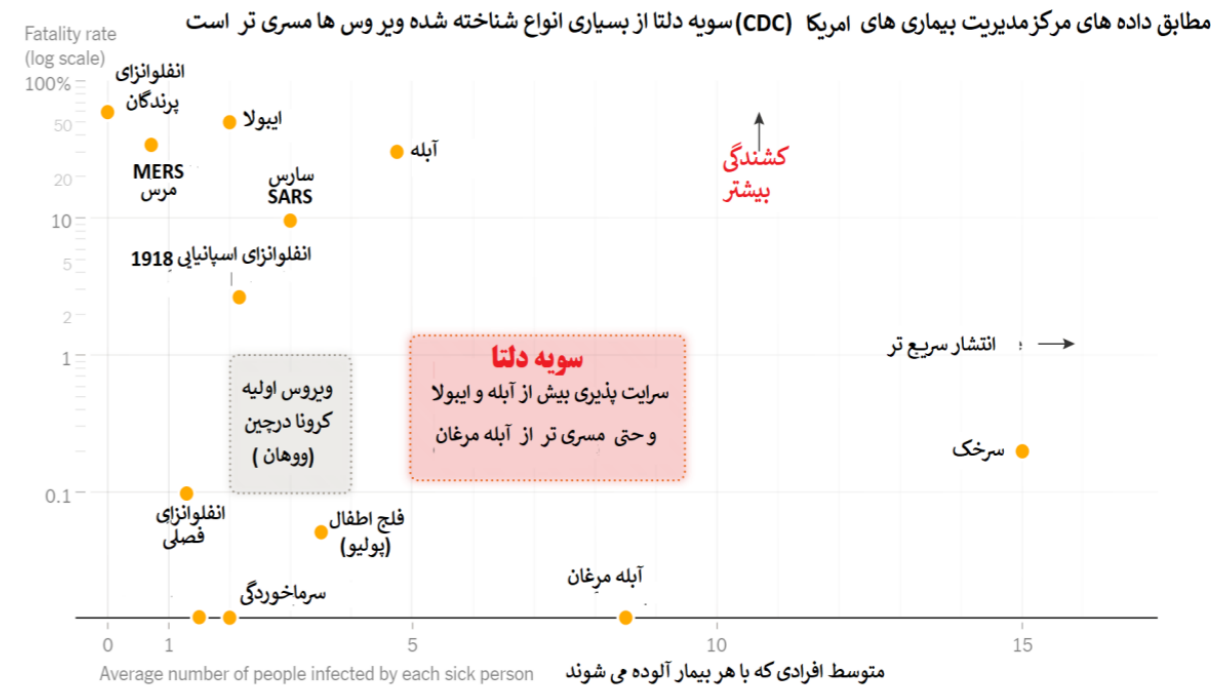 مطابق داده های مرکز مدیریت بیماری های امریکا (CDC) سویه دلتا از بسیاری انواع شناخته شده ویر وس ها مسری تر است
Fatality rate
(log scale)
100%
50
20
10
5
2
1
0.1
انفلوانزای
پرندگان
ایبولا
آبله
MERS
مرس
سارس
SARS
انفلوانزای اسپانیایی 1918
کشندگی
بیشتر
انتشار سریع تر
ویروس اولیه
کرونا درچین
(ووهان )
سویه دلتا
سرایت پذیری بیش از آبله و ایبولا
و حتی مسری تر از آبله مرغان
سرخک
انفلوانزای
فصلی
فلج اطفال
(پولیو)
سرماخوردگی
آبله مرغان
0 1 5 10 15
Average number of people infected by each sick person متوسط افرادی که با هر بیمار آلوده می شوند